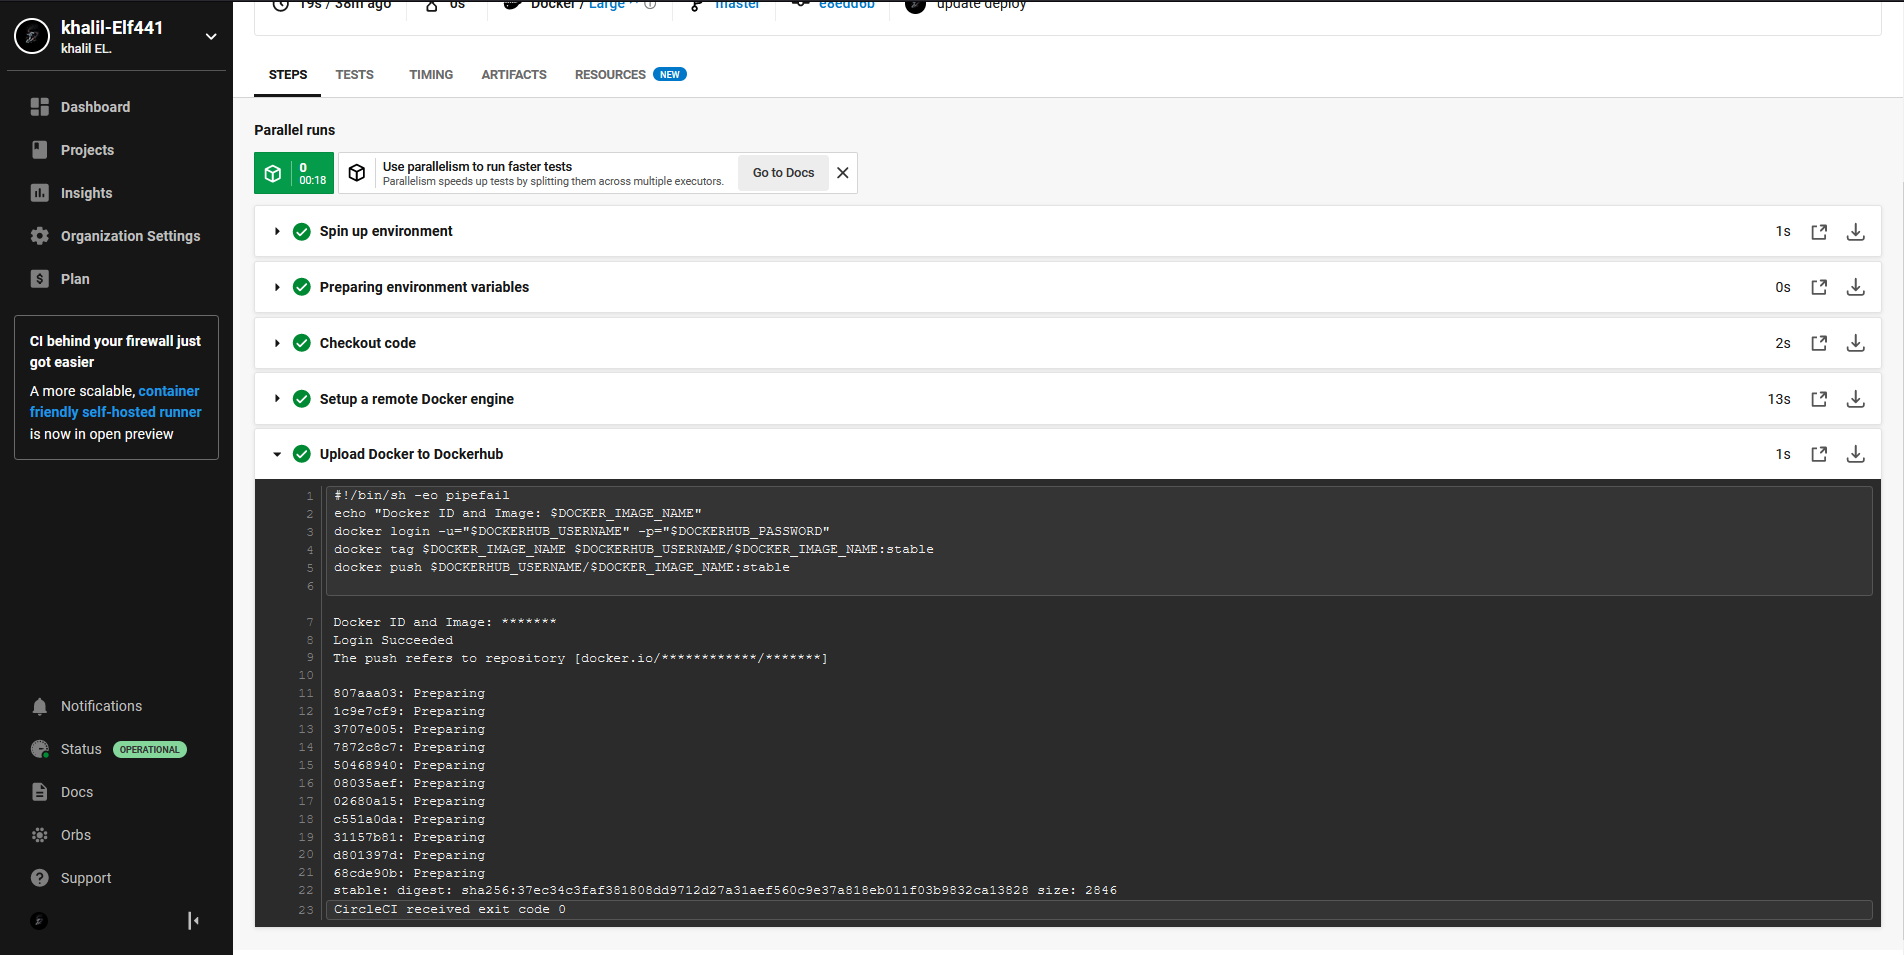 khalil-Elf441
khalil EL.
Dashboard
Projects
Insights
Organization Settings
Plan
CI behind your firewall just
got easier
A more scalable, container
friendly self-hosted runner
is now in open preview
Notifications
Status OPERATIONAL
Docs
Orbs
Support
19s / 38m ago 0s Docker / Large master e8edd6b update deploy
STEPS TESTS TIMING ARTIFACTS RESOURCES NEW
Parallel runs
0
00:18
Use parallelism to run faster tests
Parallelism speeds up tests by splitting them across multiple executors.
Go to Docs
Spin up environment 1s
Preparing environment variables 0s
Checkout code 2s
Setup a remote Docker engine 13s
Upload Docker to Dockerhub 1s
1 #!/bin/sh -eo pipefail
2 echo "Docker ID and Image: $DOCKER_IMAGE_NAME"
3 docker login -u="$DOCKERHUB_USERNAME" -p="$DOCKERHUB_PASSWORD"
4 docker tag $DOCKER_IMAGE_NAME $DOCKERHUB_USERNAME/$DOCKER_IMAGE_NAME:stable
5 docker push $DOCKERHUB_USERNAME/$DOCKER_IMAGE_NAME:stable
6
7 Docker ID and Image: *******
8 Login Succeeded
9 The push refers to repository [docker.io/************/*******]
10
11 807aaa03: Preparing
12 1c9e7cf9: Preparing
13 3707e005: Preparing
14 7872c8c7: Preparing
15 50468940: Preparing
16 08035aef: Preparing
17 02680a15: Preparing
18 c551a0da: Preparing
19 31157b81: Preparing
20 d801397d: Preparing
21 68cde90b: Preparing
22 stable: digest: sha256:37ec34c3faf381808dd9712d27a31aef560c9e37a818eb011f03b9832ca13828 size: 2846
23 CircleCI received exit code 0